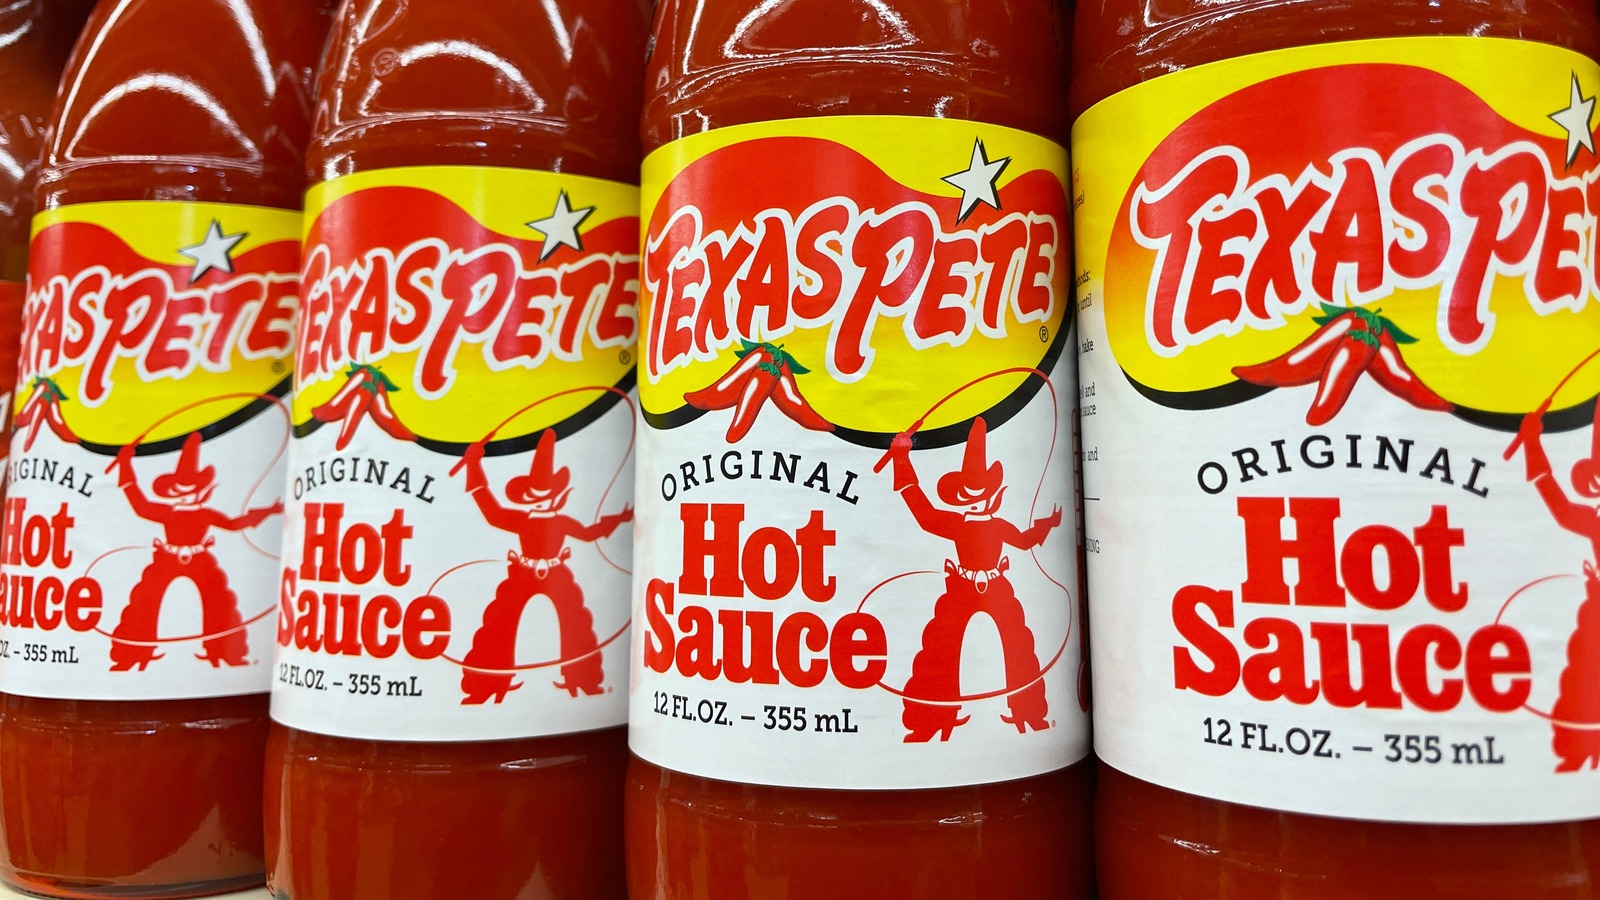 TEXAS PETE
ORIGINAL
Hot
Sauce
12 FL.OZ. – 355 mL
TEXAS PETE®
ORIGINAL
Hot
Sauce
12 FL.OZ. – 355 mL
TEXAS PETE®
ORIGINAL
Hot
Sauce
12 FL.OZ. – 355 mL
TEXAS PETE
ORIGINAL
Hot
Sauce
12 FL.OZ. – 355 mL